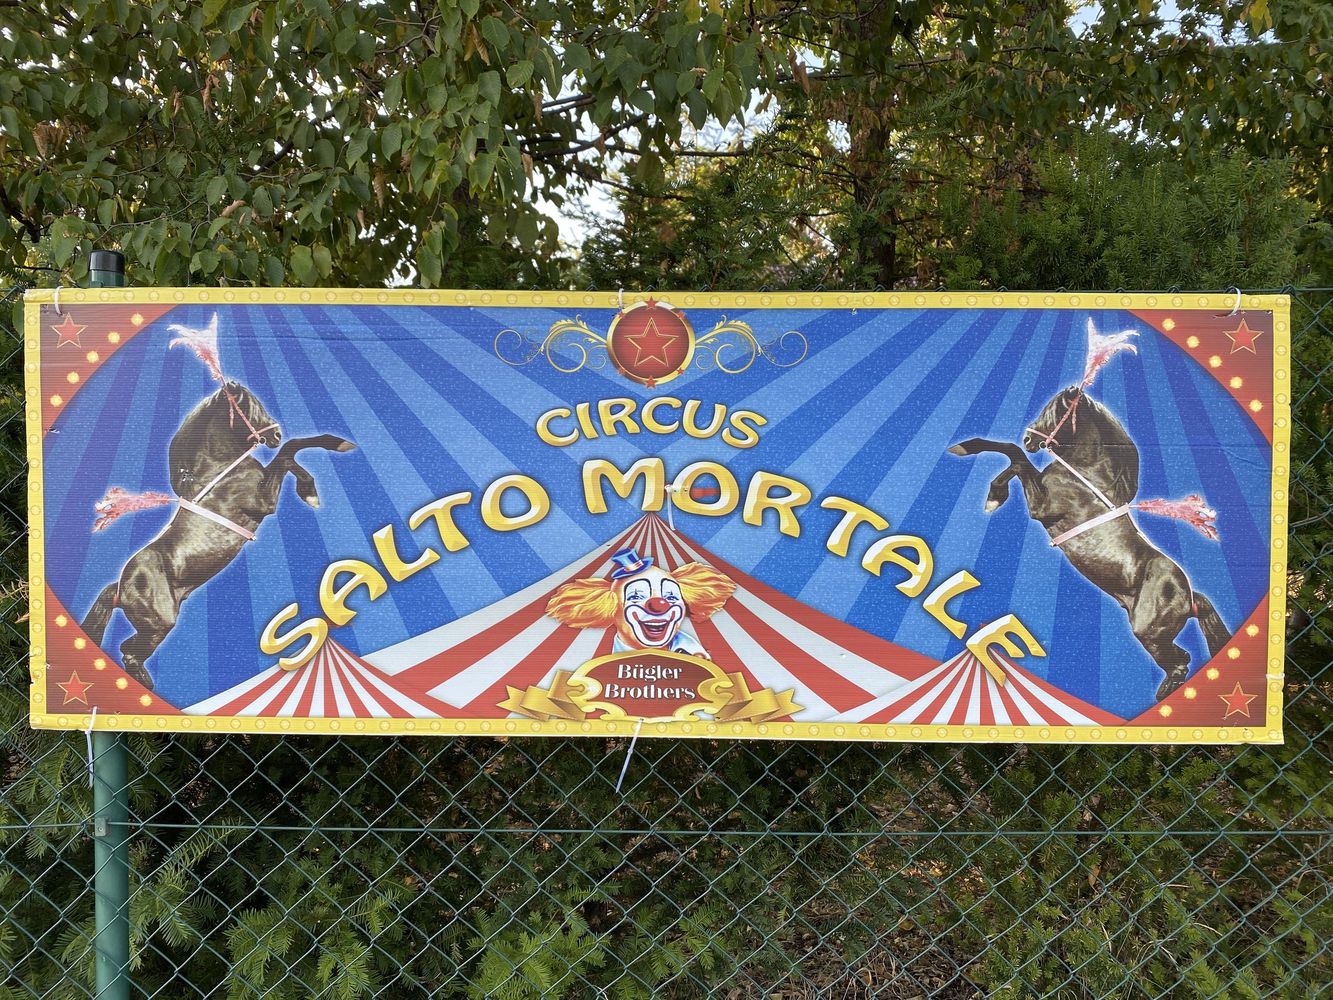 CIRCUS
SALTO MORTALE
Bügler
Brothers